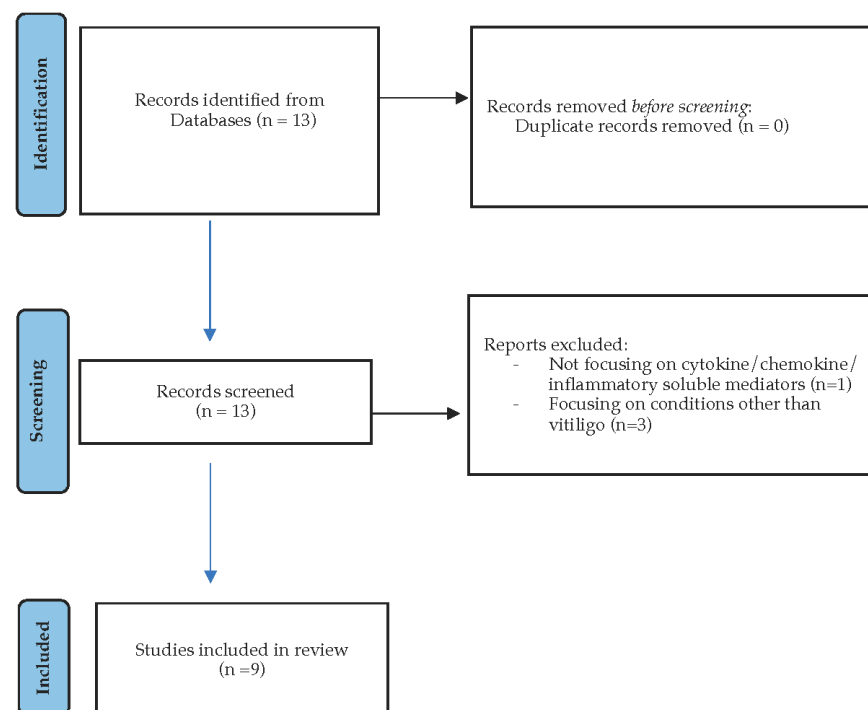 Identification
Records identified from
Databases (n = 13)
Records removed before screening:
Duplicate records removed (n = 0)
Screening
Records screened
(n = 13)
Reports excluded:
- Not focusing on cytokine/chemokine/
inflammatory soluble mediators (n=1)
- Focusing on conditions other than
vitiligo (n=3)
Included
Studies included in review
(n =9)